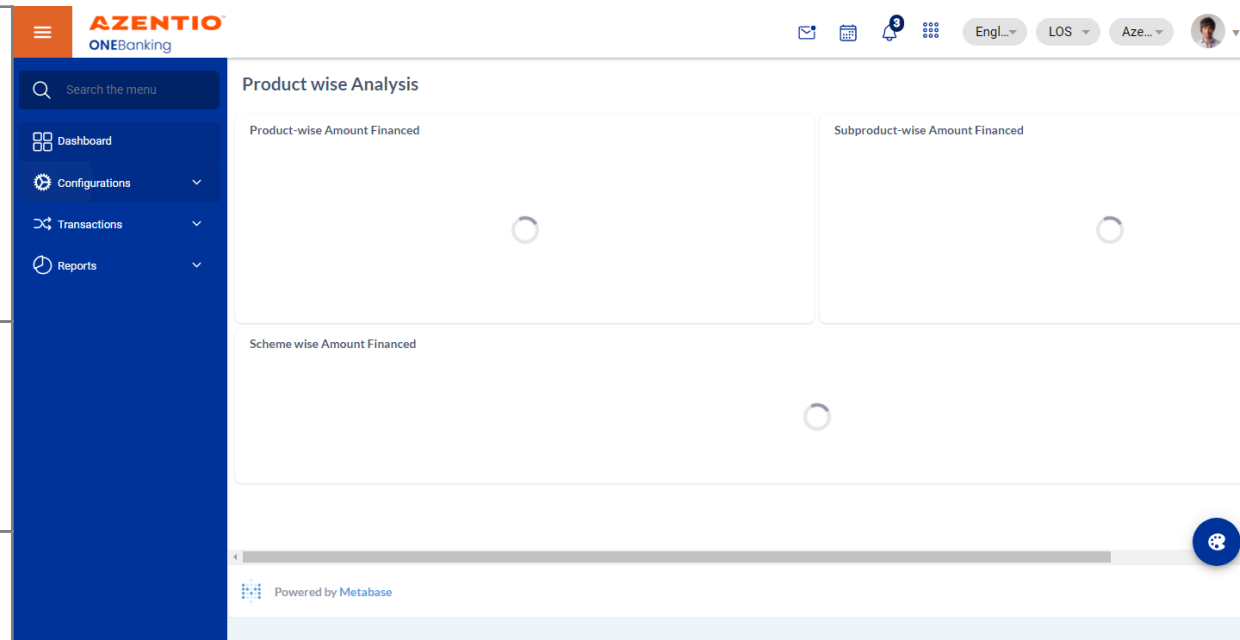 AZENTIO
ONEBanking
3
Engl...
LOS
Aze...
Search the menu
Dashboard
Configurations
Transactions
Reports
Product wise Analysis
Product-wise Amount Financed
Subproduct-wise Amount Financed
Scheme wise Amount Financed
Powered by Metabase